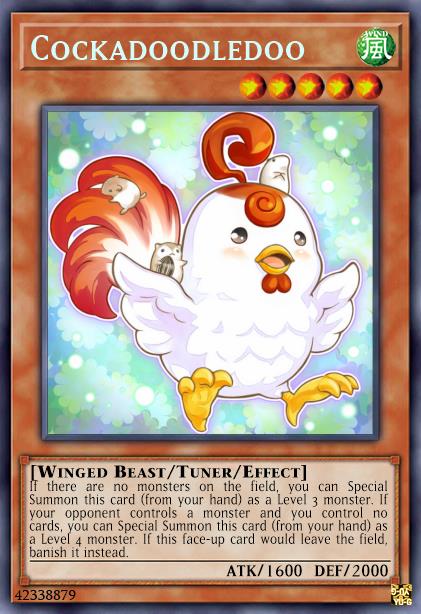 COCKADOODLEDOO
WIND
風
[WINGED BEAST/TUNER/EFFECT]
If there are no monsters on the field, you can Special
Summon this card (from your hand) as a Level 3 monster. If
your opponent controls a monster and you control no
cards, you can Special Summon this card (from your hand) as
a Level 4 monster. If this face-up card would leave the field,
banish it instead.
ATK/1600 DEF/2000
42338879